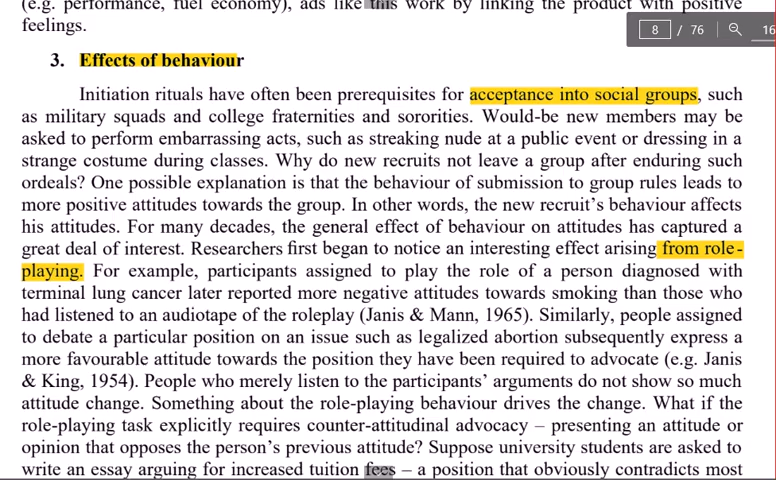 (e.g. performance, fuel economy), ads like this work by linking the product with positive
feelings.
8 / 76 16
3. Effects of behaviour
Initiation rituals have often been prerequisites for acceptance into social groups, such
as military squads and college fraternities and sororities. Would-be new members may be
asked to perform embarrassing acts, such as streaking nude at a public event or dressing in a
strange costume during classes. Why do new recruits not leave a group after enduring such
ordeals? One possible explanation is that the behaviour of submission to group rules leads to
more positive attitudes towards the group. In other words, the new recruit's behaviour affects
his attitudes. For many decades, the general effect of behaviour on attitudes has captured a
great deal of interest. Researchers first began to notice an interesting effect arising from role-
playing. For example, participants assigned to play the role of a person diagnosed with
terminal lung cancer later reported more negative attitudes towards smoking than those who
had listened to an audiotape of the roleplay (Janis & Mann, 1965). Similarly, people assigned
to debate a particular position on an issue such as legalized abortion subsequently express a
more favourable attitude towards the position they have been required to advocate (e.g. Janis
& King, 1954). People who merely listen to the participants' arguments do not show so much
attitude change. Something about the role-playing behaviour drives the change. What if the
role-playing task explicitly requires counter-attitudinal advocacy – presenting an attitude or
opinion that opposes the person's previous attitude? Suppose university students are asked to
write an essay arguing for increased tuition fees – a position that obviously contradicts most